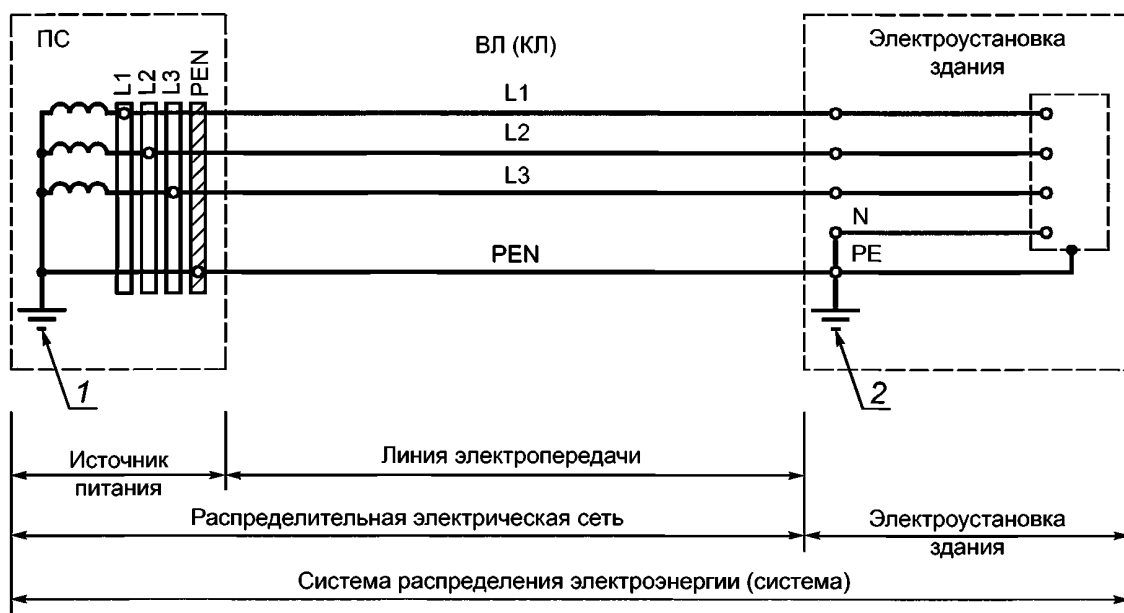 ПС
L1
L2
L3
PEN
ВЛ (КЛ)
Электроустановка
здания
L1
L2
L3
N
PEN
PE
1
2
Источник
питания
Линия электропередачи
Распределительная электрическая сеть
Электроустановка
здания
Система распределения электроэнергии (система)